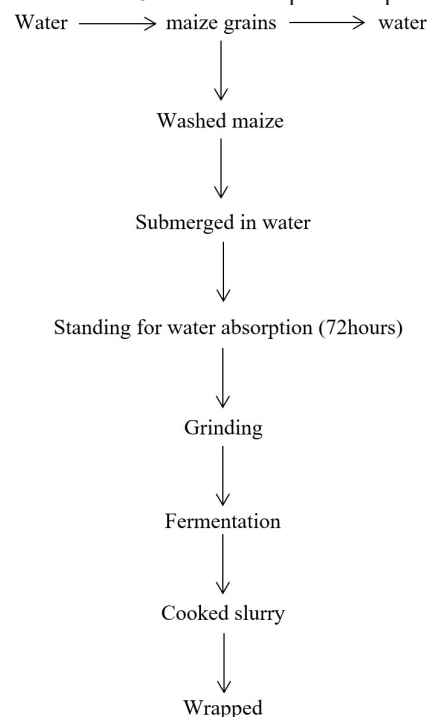 Water maize grains water
Washed maize
Submerged in water
Standing for water absorption (72hours)
Grinding
Fermentation
Cooked slurry
Wrapped